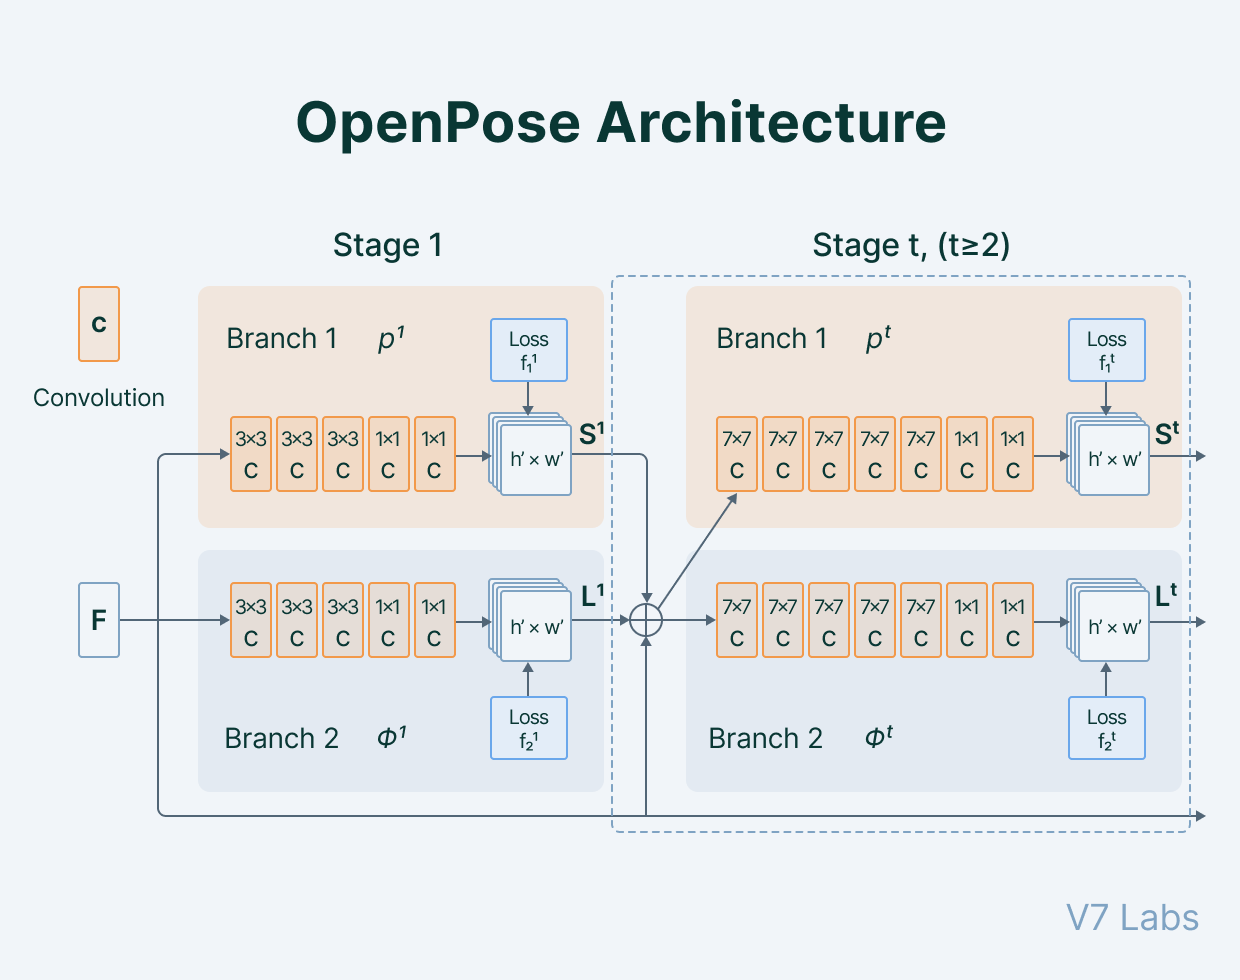 OpenPose Architecture
Stage 1
Stage t, (t≥2)
c
Convolution
Branch 1 p¹
Loss
f₁¹
3×3 3×3 3×3 1×1 1×1
C C C C C
h' × w'
S¹
Branch 1 pᵗ
Loss
f₁ᵗ
7×7 7×7 7×7 7×7 7×7 1×1 1×1
C C C C C C C
h' × w'
Sᵗ
F
3×3 3×3 3×3 1×1 1×1
C C C C C
h' × w'
L¹
Branch 2 Φ¹
Loss
f₂¹
7×7 7×7 7×7 7×7 7×7 1×1 1×1
C C C C C C C
h' × w'
Lᵗ
Branch 2 Φᵗ
Loss
f₂ᵗ
V7 Labs